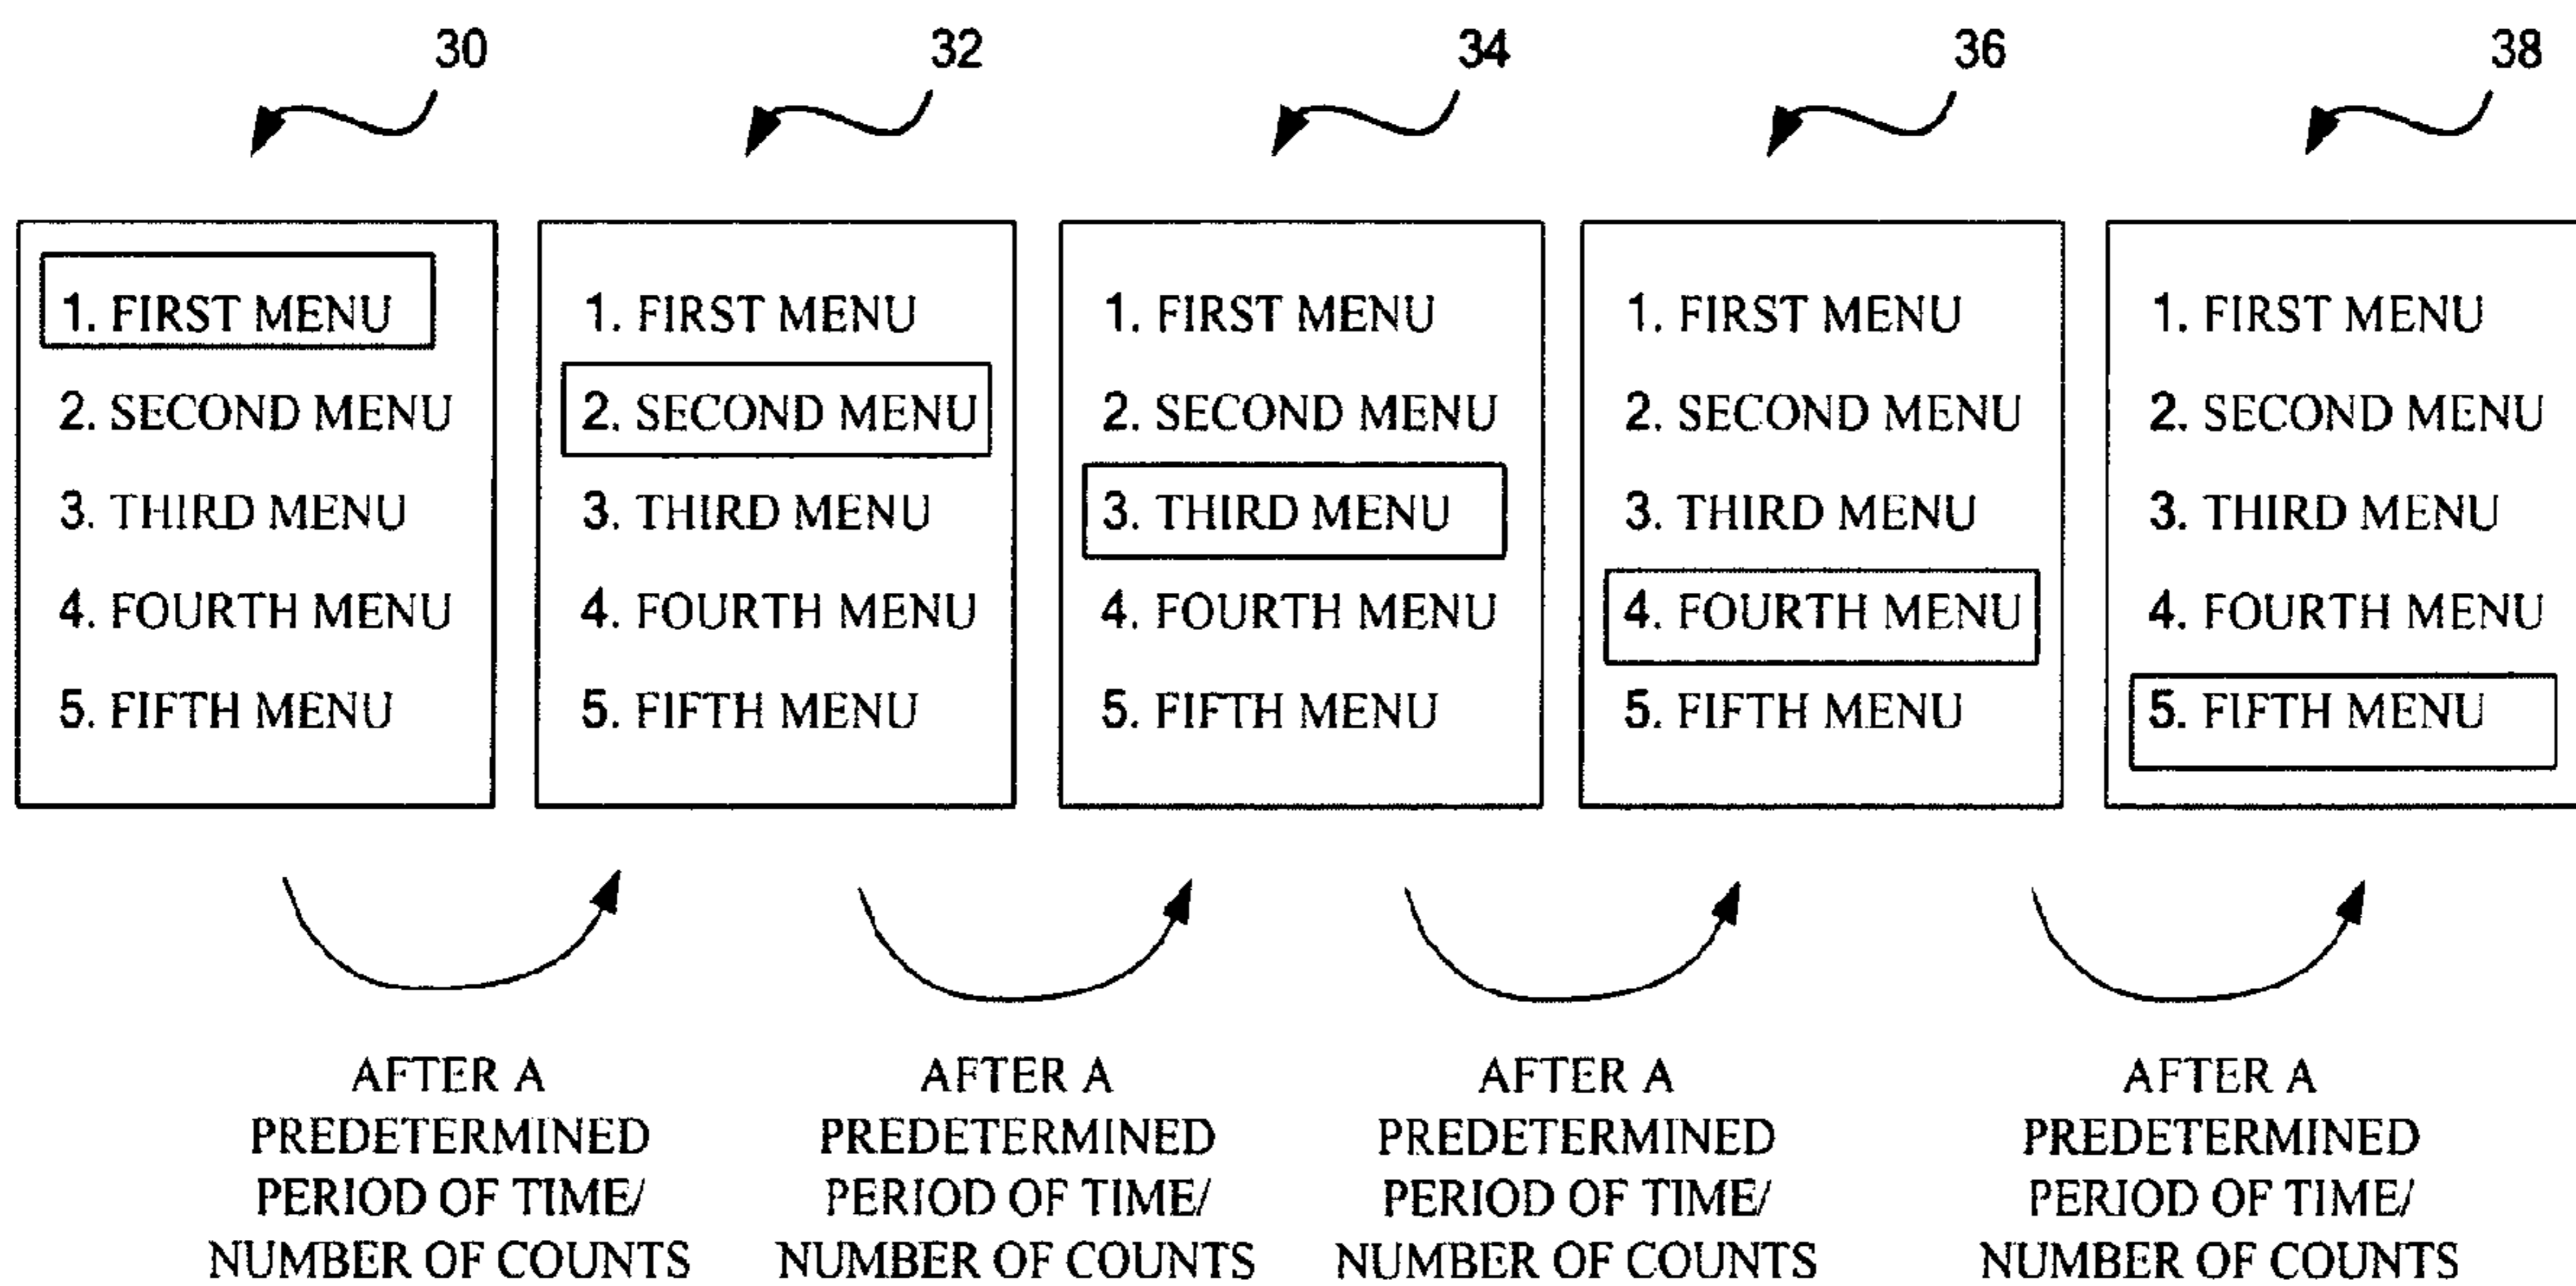 30
32
34
36
38
1. FIRST MENU
2. SECOND MENU
3. THIRD MENU
4. FOURTH MENU
5. FIFTH MENU
1. FIRST MENU
2. SECOND MENU
3. THIRD MENU
4. FOURTH MENU
5. FIFTH MENU
1. FIRST MENU
2. SECOND MENU
3. THIRD MENU
4. FOURTH MENU
5. FIFTH MENU
1. FIRST MENU
2. SECOND MENU
3. THIRD MENU
4. FOURTH MENU
5. FIFTH MENU
1. FIRST MENU
2. SECOND MENU
3. THIRD MENU
4. FOURTH MENU
5. FIFTH MENU
AFTER A
PREDETERMINED
PERIOD OF TIME/
NUMBER OF COUNTS
AFTER A
PREDETERMINED
PERIOD OF TIME/
NUMBER OF COUNTS
AFTER A
PREDETERMINED
PERIOD OF TIME/
NUMBER OF COUNTS
AFTER A
PREDETERMINED
PERIOD OF TIME/
NUMBER OF COUNTS